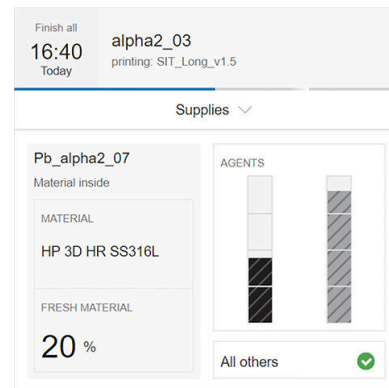 Finish all
16:40
Today
alpha2_03
printing: SIT_Long_v1.5
Supplies
Pb_alpha2_07
Material inside
MATERIAL
HP 3D HR SS316L
FRESH MATERIAL
20 %
AGENTS
All others